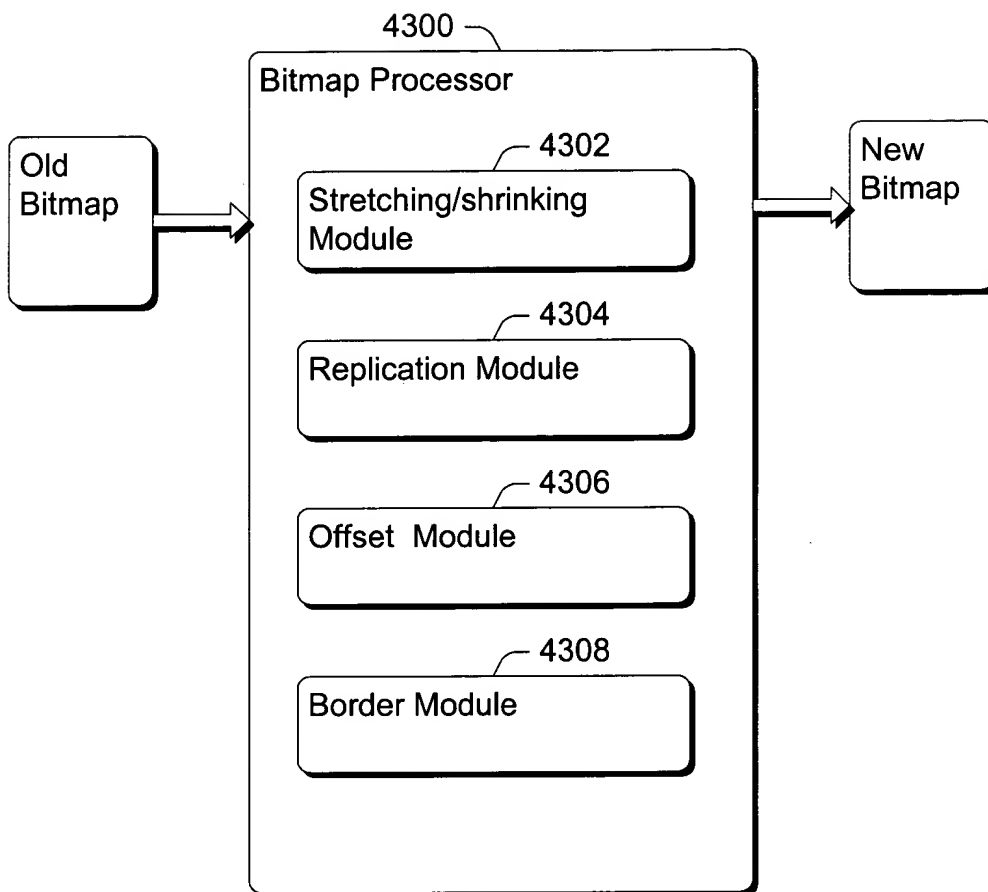 4300
Bitmap Processor
Old
Bitmap
New
Bitmap
4302
Stretching/shrinking
Module
4304
Replication Module
4306
Offset Module
4308
Border Module